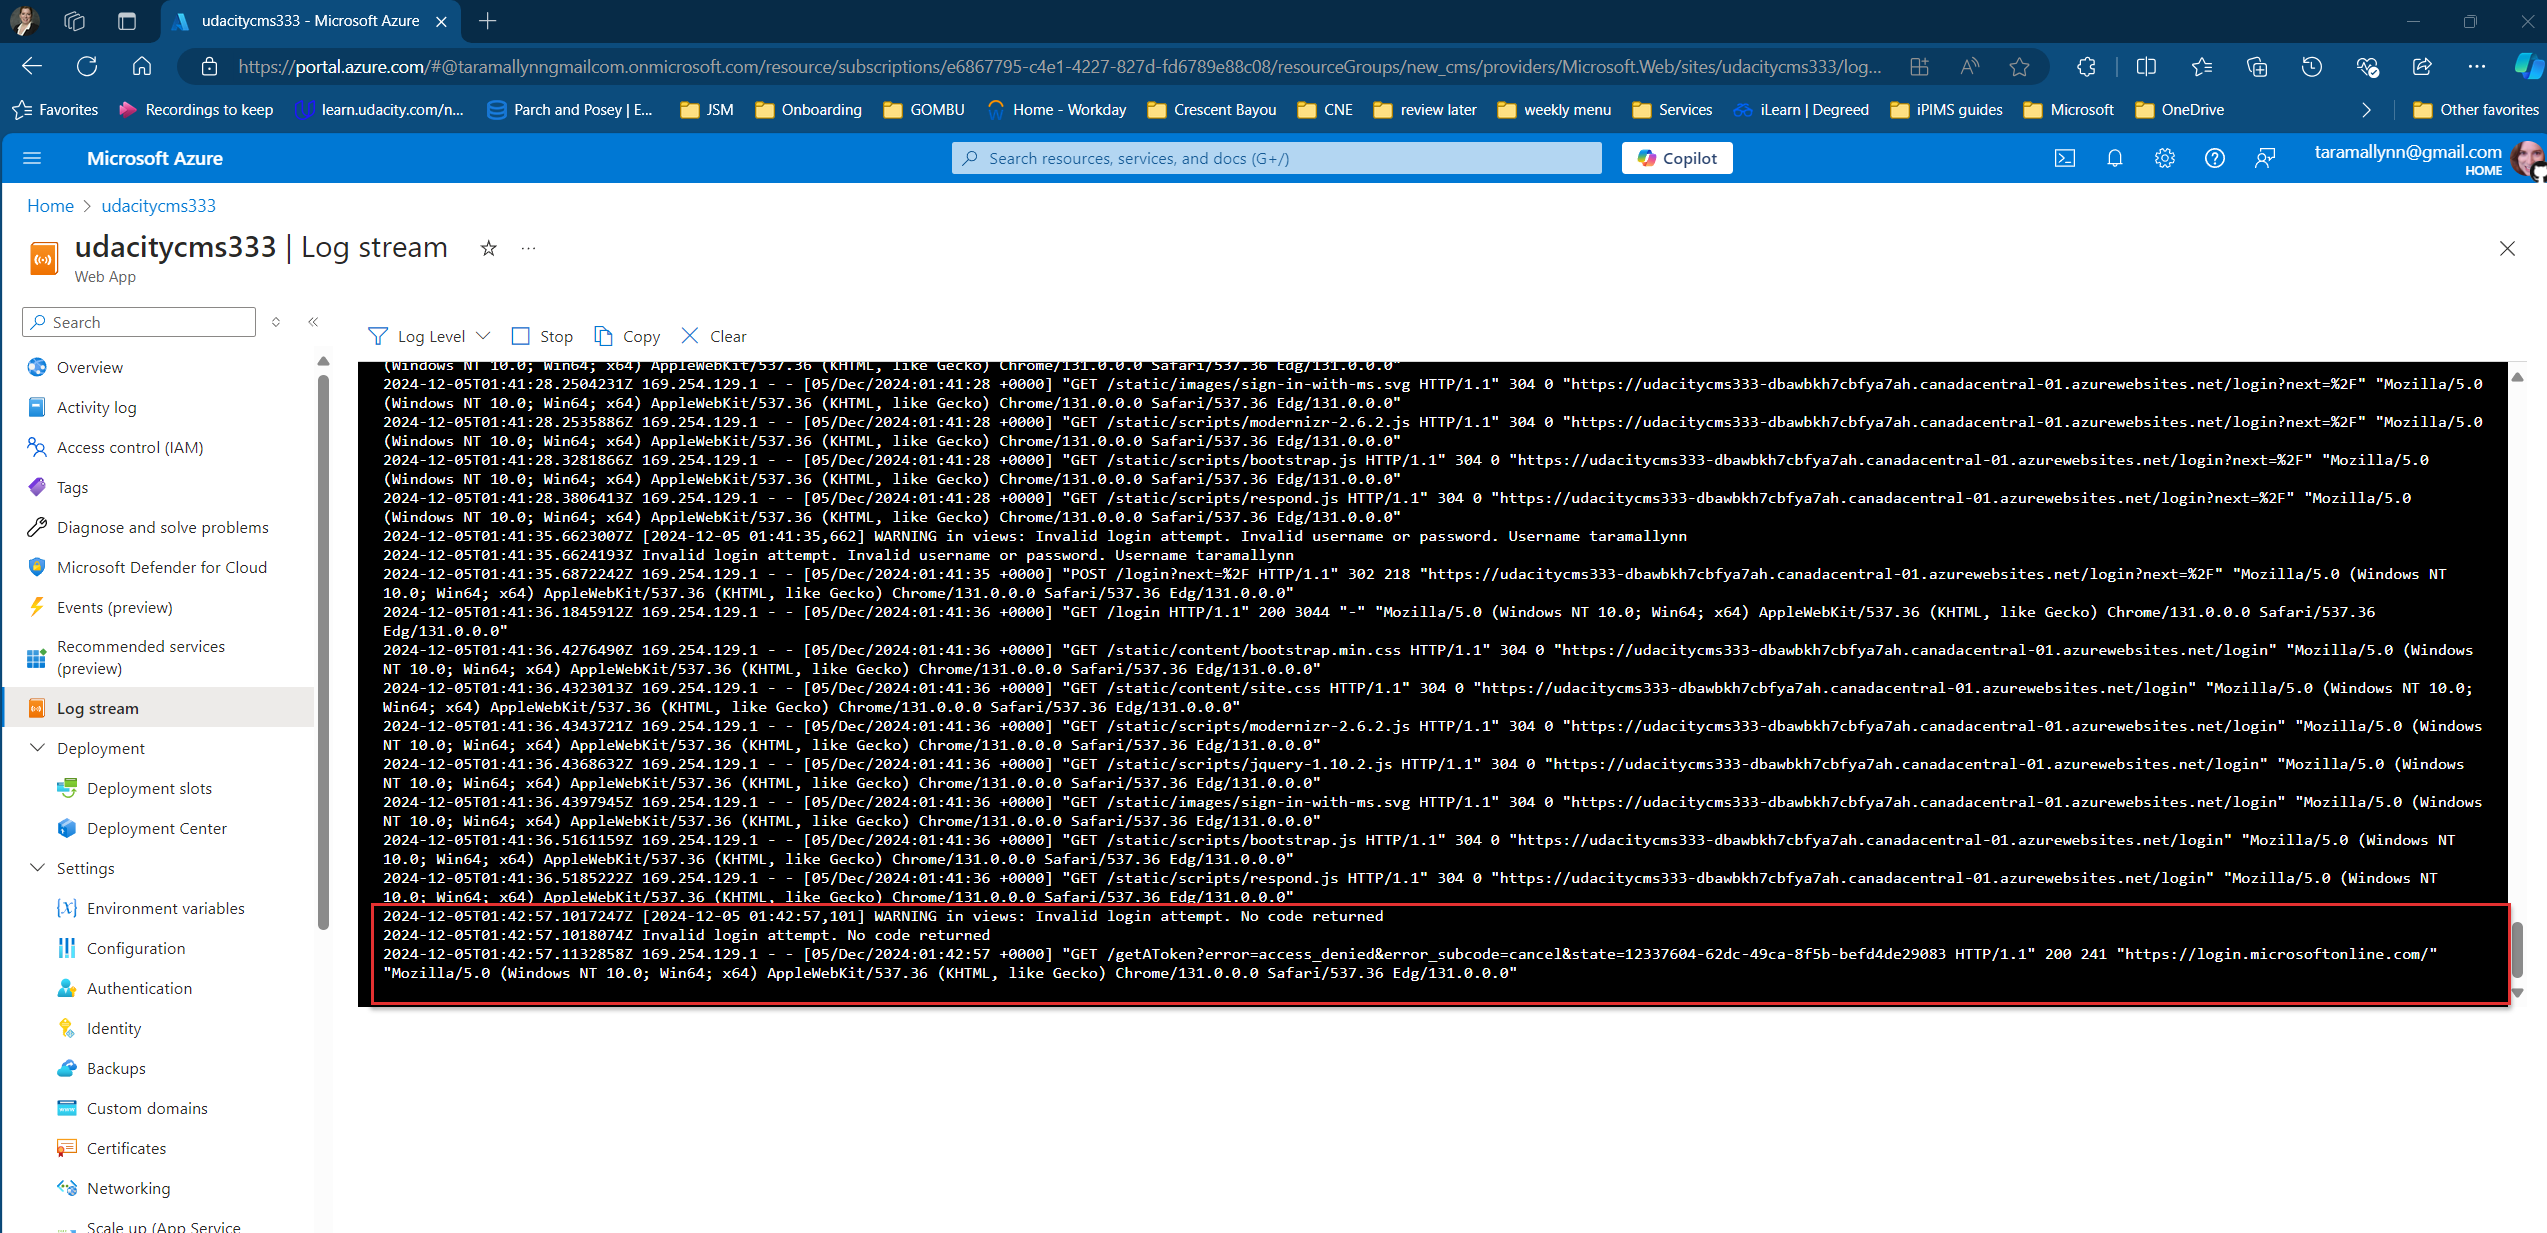 udacitycms333 - Microsoft Azure
https://portal.azure.com/#@taramallynngmailcom.onmicrosoft.com/resource/subscriptions/e6867795-c4e1-4227-827d-fd6789e88c08/resourceGroups/new_cms/providers/Microsoft.Web/sites/udacitycms333/log...
Favorites Recordings to keep learn.udacity.com/n... Parch and Posey | E... JSM Onboarding GOMBU Home - Workday Crescent Bayou CNE review later weekly menu Services iLearn | Degreed iPIMS guides Microsoft OneDrive Other favorites
Microsoft Azure
Search resources, services, and docs (G+/)
Copilot
taramallynn@gmail.com
HOME
Home > udacitycms333
udacitycms333 | Log stream
Web App
Search
Overview
Activity log
Access control (IAM)
Tags
Diagnose and solve problems
Microsoft Defender for Cloud
Events (preview)
Recommended services
(preview)
Log stream
Deployment
Deployment slots
Deployment Center
Settings
Environment variables
Configuration
Authentication
Identity
Backups
Custom domains
Certificates
Networking
Scale up (App Service
Log Level Stop Copy Clear
(Windows NT 10.0; Win64; x64) AppleWebKit/537.36 (KHTML, like Gecko) Chrome/131.0.0.0 Safari/537.36 Edg/131.0.0.0"
2024-12-05T01:41:28.2504231Z 169.254.129.1 - - [05/Dec/2024:01:41:28 +0000] "GET /static/images/sign-in-with-ms.svg HTTP/1.1" 304 0 "https://udacitycms333-dbawbkh7cbfya7ah.canadacentral-01.azurewebsites.net/login?next=%2F" "Mozilla/5.0
(Windows NT 10.0; Win64; x64) AppleWebKit/537.36 (KHTML, like Gecko) Chrome/131.0.0.0 Safari/537.36 Edg/131.0.0.0"
2024-12-05T01:41:28.2535886Z 169.254.129.1 - - [05/Dec/2024:01:41:28 +0000] "GET /static/scripts/modernizr-2.6.2.js HTTP/1.1" 304 0 "https://udacitycms333-dbawbkh7cbfya7ah.canadacentral-01.azurewebsites.net/login?next=%2F" "Mozilla/5.0
(Windows NT 10.0; Win64; x64) AppleWebKit/537.36 (KHTML, like Gecko) Chrome/131.0.0.0 Safari/537.36 Edg/131.0.0.0"
2024-12-05T01:41:28.3281866Z 169.254.129.1 - - [05/Dec/2024:01:41:28 +0000] "GET /static/scripts/bootstrap.js HTTP/1.1" 304 0 "https://udacitycms333-dbawbkh7cbfya7ah.canadacentral-01.azurewebsites.net/login?next=%2F" "Mozilla/5.0
(Windows NT 10.0; Win64; x64) AppleWebKit/537.36 (KHTML, like Gecko) Chrome/131.0.0.0 Safari/537.36 Edg/131.0.0.0"
2024-12-05T01:41:28.3806413Z 169.254.129.1 - - [05/Dec/2024:01:41:28 +0000] "GET /static/scripts/respond.js HTTP/1.1" 304 0 "https://udacitycms333-dbawbkh7cbfya7ah.canadacentral-01.azurewebsites.net/login?next=%2F" "Mozilla/5.0
(Windows NT 10.0; Win64; x64) AppleWebKit/537.36 (KHTML, like Gecko) Chrome/131.0.0.0 Safari/537.36 Edg/131.0.0.0"
2024-12-05T01:41:35.6623007Z [2024-12-05 01:41:35,662] WARNING in views: Invalid login attempt. Invalid username or password. Username taramallynn
2024-12-05T01:41:35.6624193Z Invalid login attempt. Invalid username or password. Username taramallynn
2024-12-05T01:41:35.6872242Z 169.254.129.1 - - [05/Dec/2024:01:41:35 +0000] "POST /login?next=%2F HTTP/1.1" 302 218 "https://udacitycms333-dbawbkh7cbfya7ah.canadacentral-01.azurewebsites.net/login?next=%2F" "Mozilla/5.0 (Windows NT
10.0; Win64; x64) AppleWebKit/537.36 (KHTML, like Gecko) Chrome/131.0.0.0 Safari/537.36 Edg/131.0.0.0"
2024-12-05T01:41:36.1845912Z 169.254.129.1 - - [05/Dec/2024:01:41:36 +0000] "GET /login HTTP/1.1" 200 3044 "-" "Mozilla/5.0 (Windows NT 10.0; Win64; x64) AppleWebKit/537.36 (KHTML, like Gecko) Chrome/131.0.0.0 Safari/537.36
Edg/131.0.0.0"
2024-12-05T01:41:36.4276490Z 169.254.129.1 - - [05/Dec/2024:01:41:36 +0000] "GET /static/content/bootstrap.min.css HTTP/1.1" 304 0 "https://udacitycms333-dbawbkh7cbfya7ah.canadacentral-01.azurewebsites.net/login" "Mozilla/5.0 (Windows
NT 10.0; Win64; x64) AppleWebKit/537.36 (KHTML, like Gecko) Chrome/131.0.0.0 Safari/537.36 Edg/131.0.0.0"
2024-12-05T01:41:36.4323013Z 169.254.129.1 - - [05/Dec/2024:01:41:36 +0000] "GET /static/content/site.css HTTP/1.1" 304 0 "https://udacitycms333-dbawbkh7cbfya7ah.canadacentral-01.azurewebsites.net/login" "Mozilla/5.0 (Windows NT 10.0;
Win64; x64) AppleWebKit/537.36 (KHTML, like Gecko) Chrome/131.0.0.0 Safari/537.36 Edg/131.0.0.0"
2024-12-05T01:41:36.4343721Z 169.254.129.1 - - [05/Dec/2024:01:41:36 +0000] "GET /static/scripts/modernizr-2.6.2.js HTTP/1.1" 304 0 "https://udacitycms333-dbawbkh7cbfya7ah.canadacentral-01.azurewebsites.net/login" "Mozilla/5.0 (Windows
NT 10.0; Win64; x64) AppleWebKit/537.36 (KHTML, like Gecko) Chrome/131.0.0.0 Safari/537.36 Edg/131.0.0.0"
2024-12-05T01:41:36.4368632Z 169.254.129.1 - - [05/Dec/2024:01:41:36 +0000] "GET /static/scripts/jquery-1.10.2.js HTTP/1.1" 304 0 "https://udacitycms333-dbawbkh7cbfya7ah.canadacentral-01.azurewebsites.net/login" "Mozilla/5.0 (Windows
NT 10.0; Win64; x64) AppleWebKit/537.36 (KHTML, like Gecko) Chrome/131.0.0.0 Safari/537.36 Edg/131.0.0.0"
2024-12-05T01:41:36.4397945Z 169.254.129.1 - - [05/Dec/2024:01:41:36 +0000] "GET /static/images/sign-in-with-ms.svg HTTP/1.1" 304 0 "https://udacitycms333-dbawbkh7cbfya7ah.canadacentral-01.azurewebsites.net/login" "Mozilla/5.0 (Windows
NT 10.0; Win64; x64) AppleWebKit/537.36 (KHTML, like Gecko) Chrome/131.0.0.0 Safari/537.36 Edg/131.0.0.0"
2024-12-05T01:41:36.5161159Z 169.254.129.1 - - [05/Dec/2024:01:41:36 +0000] "GET /static/scripts/bootstrap.js HTTP/1.1" 304 0 "https://udacitycms333-dbawbkh7cbfya7ah.canadacentral-01.azurewebsites.net/login" "Mozilla/5.0 (Windows NT
10.0; Win64; x64) AppleWebKit/537.36 (KHTML, like Gecko) Chrome/131.0.0.0 Safari/537.36 Edg/131.0.0.0"
2024-12-05T01:41:36.5185222Z 169.254.129.1 - - [05/Dec/2024:01:41:36 +0000] "GET /static/scripts/respond.js HTTP/1.1" 304 0 "https://udacitycms333-dbawbkh7cbfya7ah.canadacentral-01.azurewebsites.net/login" "Mozilla/5.0 (Windows NT
10.0; Win64; x64) AppleWebKit/537.36 (KHTML, like Gecko) Chrome/131.0.0.0 Safari/537.36 Edg/131.0.0.0"
2024-12-05T01:42:57.1017247Z [2024-12-05 01:42:57,101] WARNING in views: Invalid login attempt. No code returned
2024-12-05T01:42:57.1018074Z Invalid login attempt. No code returned
2024-12-05T01:42:57.1132858Z 169.254.129.1 - - [05/Dec/2024:01:42:57 +0000] "GET /getAToken?error=access_denied&error_subcode=cancel&state=12337604-62dc-49ca-8f5b-befd4de29083 HTTP/1.1" 200 241 "https://login.microsoftonline.com/"
"Mozilla/5.0 (Windows NT 10.0; Win64; x64) AppleWebKit/537.36 (KHTML, like Gecko) Chrome/131.0.0.0 Safari/537.36 Edg/131.0.0.0"